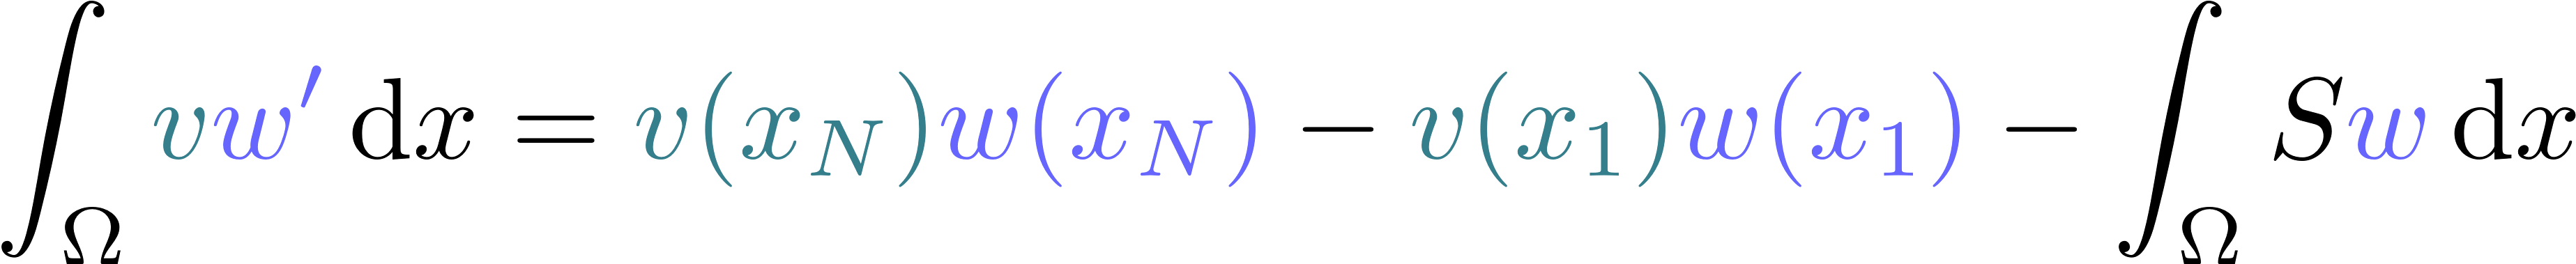 ∫_Ω vw′ dx = v(x_N)w(x_N) − v(x_1)w(x_1) − ∫_Ω Sw dx